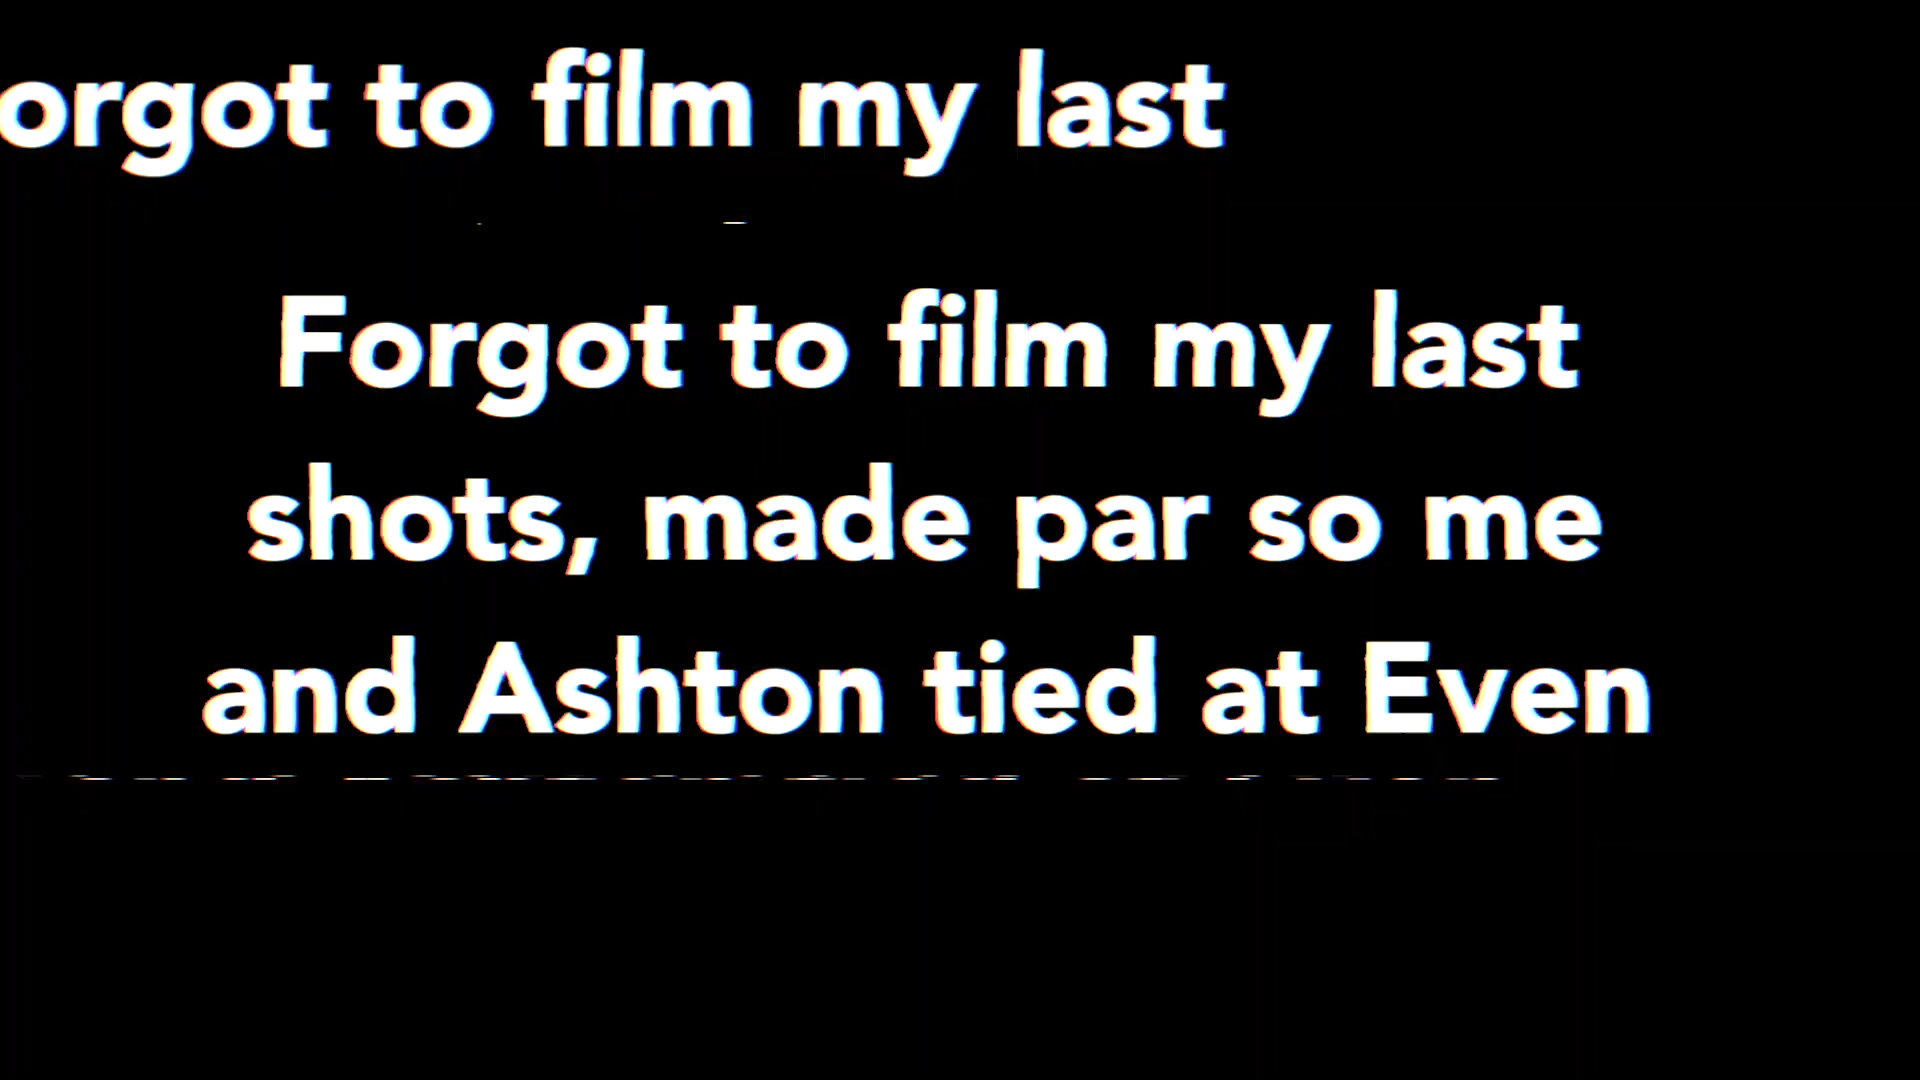 orgot to film my last
Forgot to film my last
shots, made par so me
and Ashton tied at Even